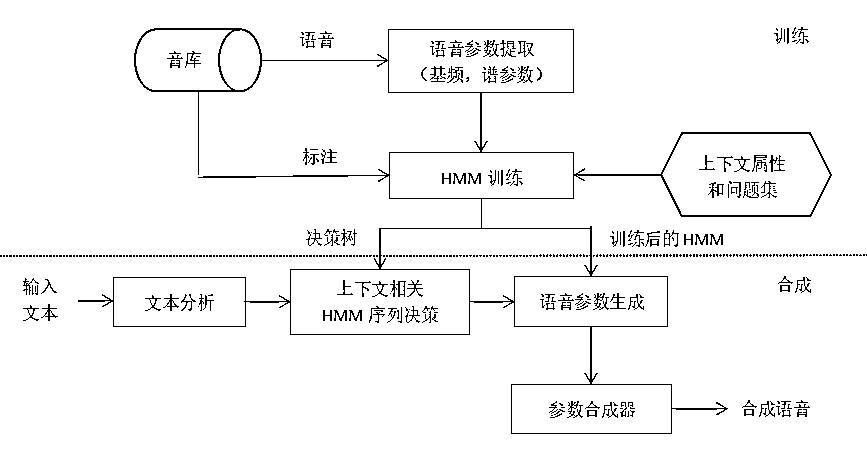 语音
训练
音库
语音参数提取
（基频，谱参数）
标注
HMM 训练
上下文属性
和问题集
决策树
训练后的 HMM
输入
文本
文本分析
上下文相关
HMM 序列决策
语音参数生成
合成
参数合成器
合成语音